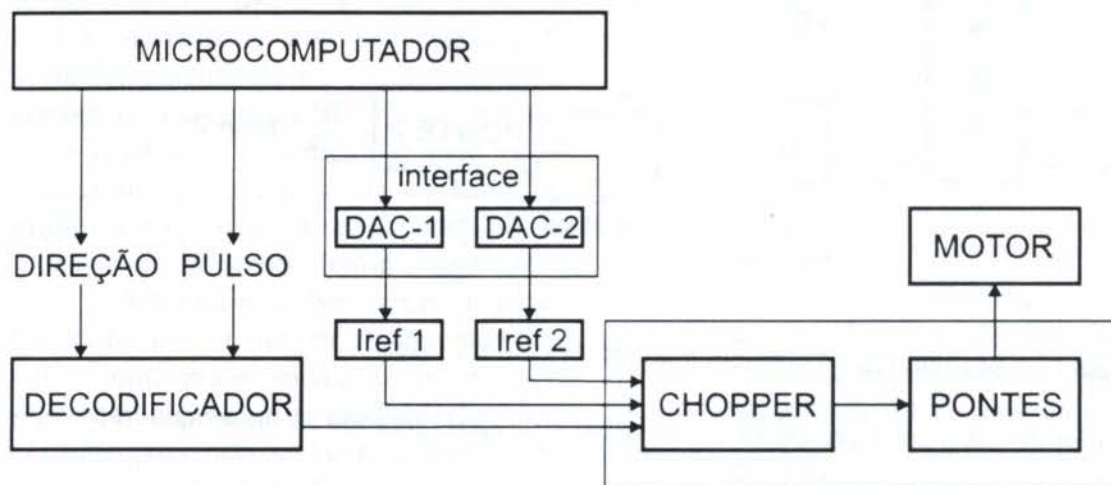 MICROCOMPUTADOR
interface
DAC-1 DAC-2
DIREÇÃO PULSO
MOTOR
Iref 1 Iref 2
DECODIFICADOR
CHOPPER
PONTES